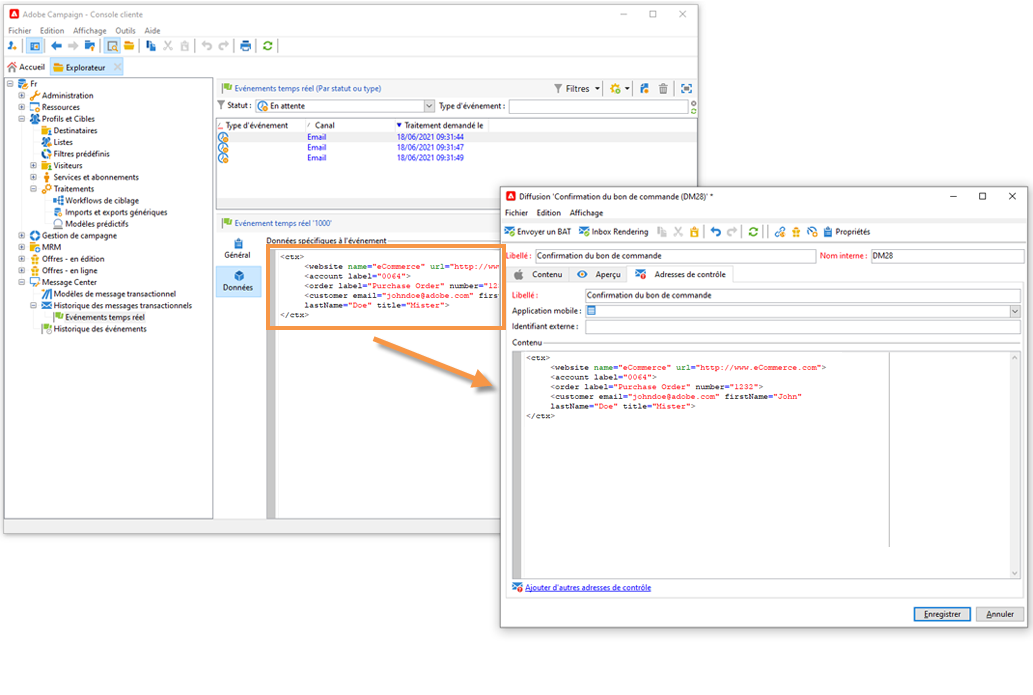 Adobe Campaign - Console cliente
Fichier Edition Affichage Outils Aide
Accueil Explorateur
Fr
Administration
Ressources
Profils et Cibles
Destinataires
Listes
Filtres prédéfinis
Visiteurs
Services et abonnements
Traitements
Workflows de ciblage
Imports et exports génériques
Modèles prédictifs
Gestion de campagne
MRM
Offres - en édition
Offres - en ligne
Message Center
Modèles de message transactionnel
Historique des messages transactionnels
Evénements temps réel
Historique des événements
Evénements temps réel (Par statut ou type)
Filtres
Statut : En attente Type d'événement :
Type d'événement Canal Traitement demandé le
Email 18/06/2021 09:31:44
Email 18/06/2021 09:31:47
Email 18/06/2021 09:31:49
Evénement temps réel '1000'
Général
Données
Données spécifiques à l'événement
<ctx>
<website name="eCommerce" url="http://ww
<account label="0064">
<order label="Purchase Order" number="12
<customer email="johndoe@adobe.com" firs
lastName="Doe" title="Mister">
</ctx>
Diffusion 'Confirmation du bon de commande (DM28)' *
Fichier Edition Affichage
Envoyer un BAT Inbox Rendering Propriétés
Libellé : Confirmation du bon de commande Nom interne : DM28
Contenu Aperçu Adresses de contrôle
Libellé : Confirmation du bon de commande
Application mobile :
Identifiant externe :
Contenu
<ctx>
<website name="eCommerce" url="http://www.eCommerce.com">
<account label="0064">
<order label="Purchase Order" number="1232">
<customer email="johndoe@adobe.com" firstName="John"
lastName="Doe" title="Mister">
</ctx>
Ajouter d'autres adresses de contrôle
Enregistrer Annuler